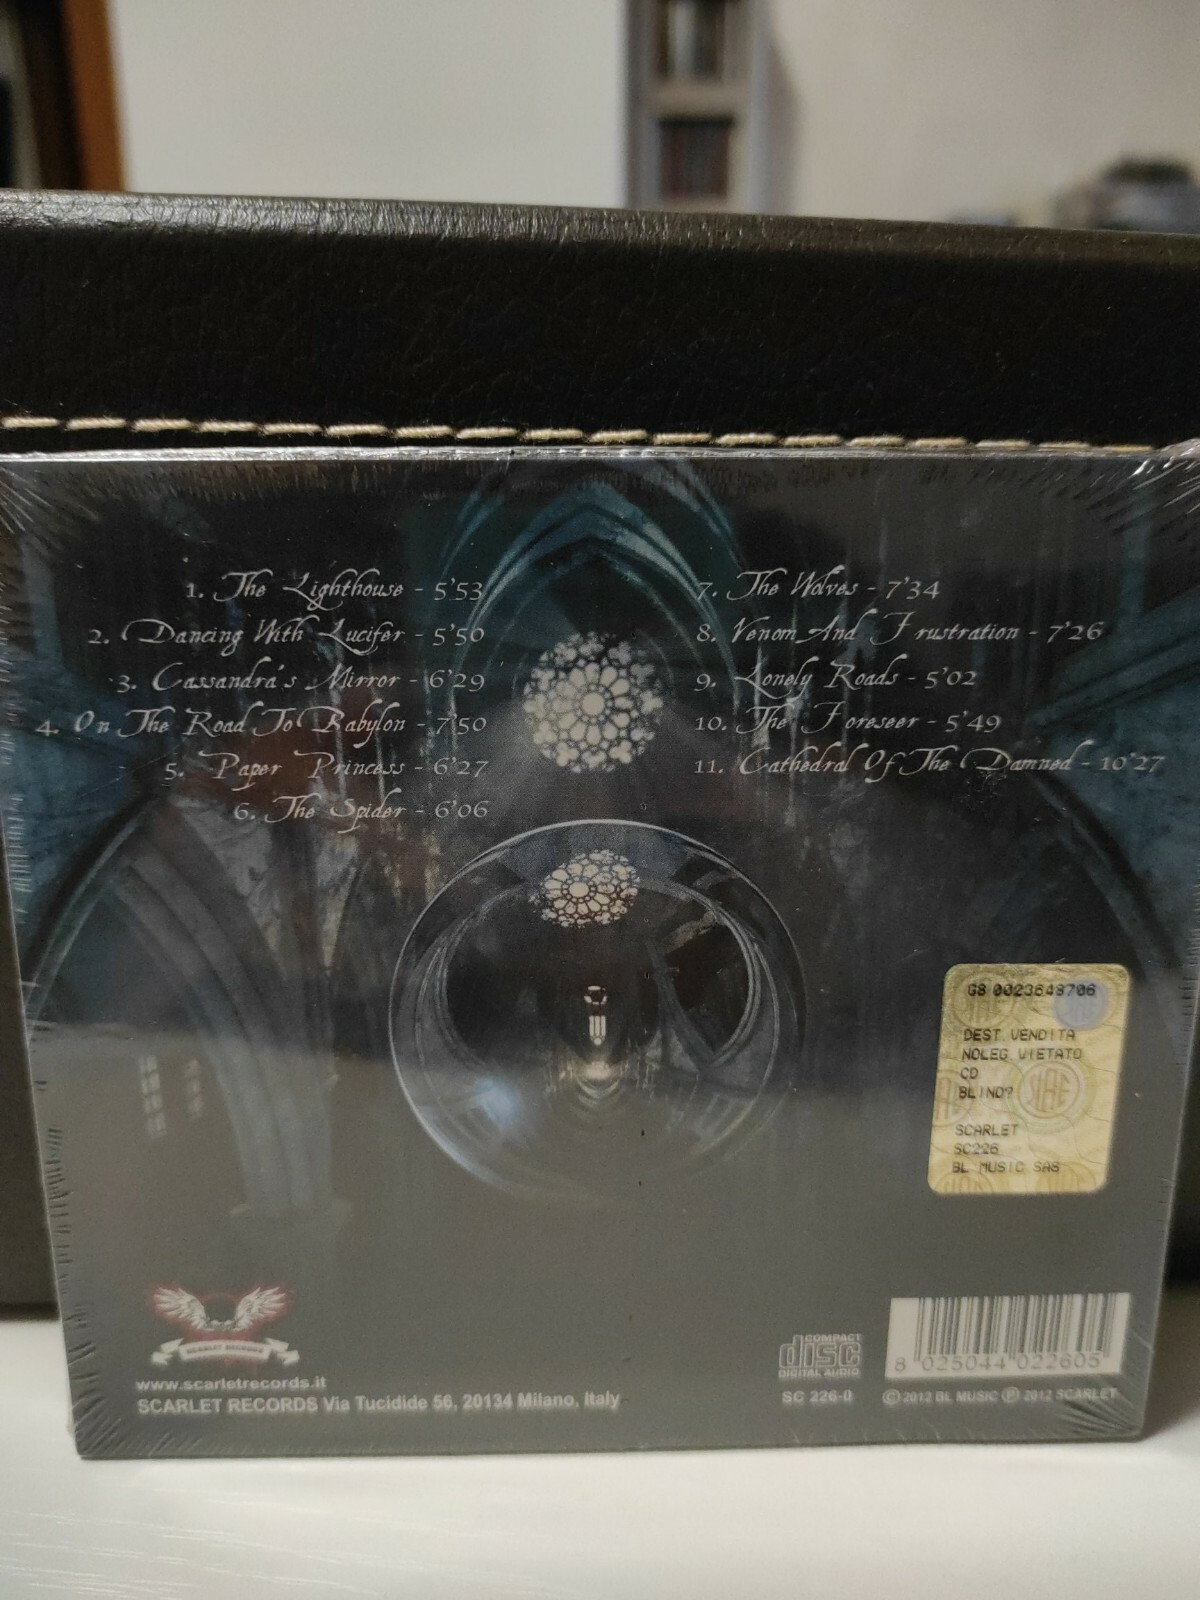 1. The Lighthouse - 5'53
2. Dancing With Lucifer - 5'50
3. Cassandra's Mirror - 6'29
4. On The Road To Babylon - 7'50
5. Paper Princess - 6'27
6. The Spider - 6'06
7. The Wolves - 7'34
8. Venom And Frustration - 7'26
9. Lonely Roads - 5'02
10. The Foreseer - 5'49
11. Cathedral Of The Damned - 10'27
G8 0023648706
DEST.VENDITA
NOLEG.VIETATO
CD
BLIND?
SCARLET
SC226
BL MUSIC SAS
SCARLET RECORDS
www.scarletrecords.it
SCARLET RECORDS Via Tucidide 56, 20134 Milano, Italy
COMPACT
disc
DIGITAL AUDIO
SC 226-0
8 025044 022605
© 2012 BL MUSIC ℗ 2012 SCARLET